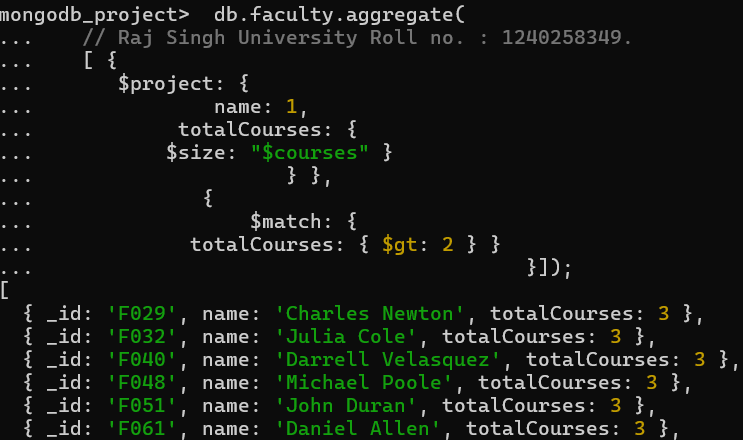 mongodb_project>  db.faculty.aggregate(
...    // Raj Singh University Roll no. : 1240258349.
...    [ {
...       $project: {
...               name: 1,
...            totalCourses: {
...           $size: "$courses" }
...                     } },
...              {
...                  $match: {
...             totalCourses: { $gt: 2 } }
...                                         }]);
[
  { _id: 'F029', name: 'Charles Newton', totalCourses: 3 },
  { _id: 'F032', name: 'Julia Cole', totalCourses: 3 },
  { _id: 'F040', name: 'Darrell Velasquez', totalCourses: 3 },
  { _id: 'F048', name: 'Michael Poole', totalCourses: 3 },
  { _id: 'F051', name: 'John Duran', totalCourses: 3 },
  { _id: 'F061', name: 'Daniel Allen', totalCourses: 3 },